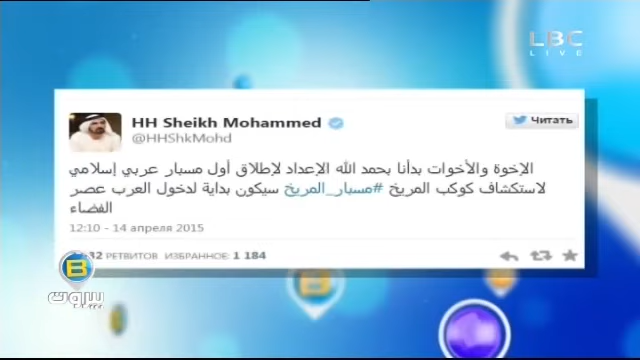 LBC
LIVE
HH Sheikh Mohammed
@HHShkMohd
Читать
الإخوة والأخوات بدأنا بحمد الله الإعداد لإطلاق أول مسبار عربي إسلامي
لاستكشاف كوكب المريخ #مسبار_المريخ سيكون بداية لدخول العرب عصر
الفضاء
12:10 - 14 апреля 2015
РЕТВИТОВ ИЗБРАННОЕ: 1 184
B
بيروت
B